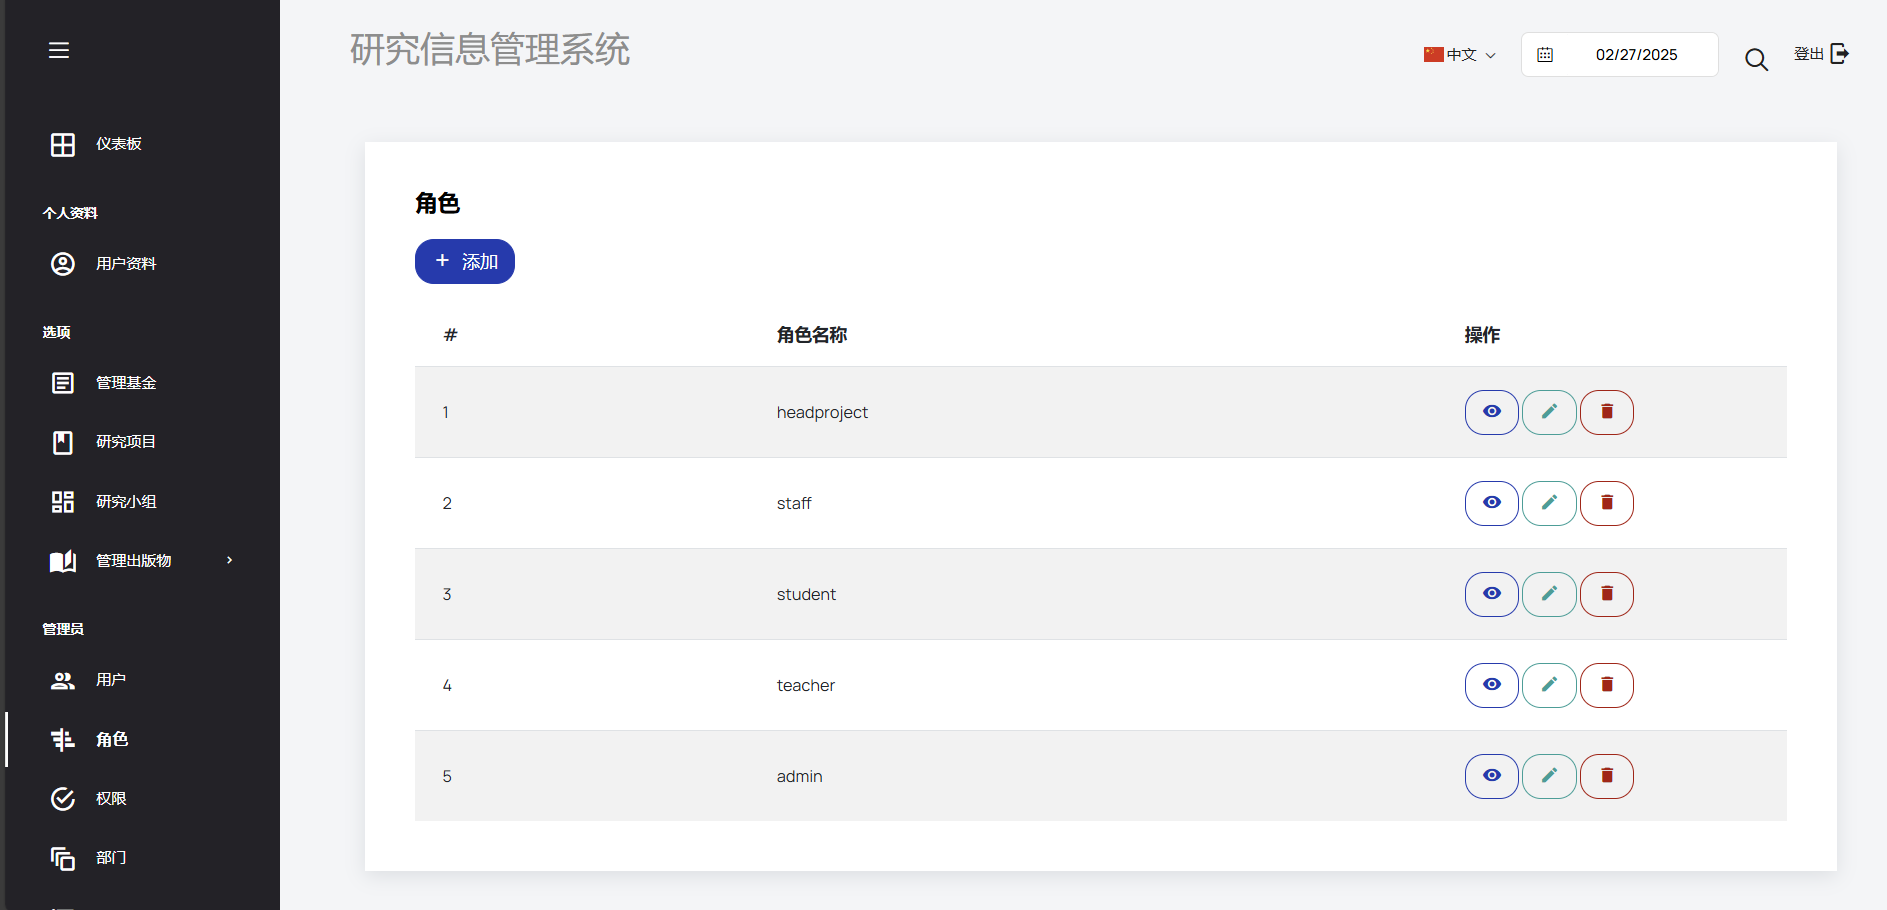 研究信息管理系统
中文
02/27/2025
登出
仪表板
个人资料
用户资料
选项
管理基金
研究项目
研究小组
管理出版物
管理员
用户
角色
权限
部门
角色
+ 添加
# 角色名称 操作
1 headproject
2 staff
3 student
4 teacher
5 admin